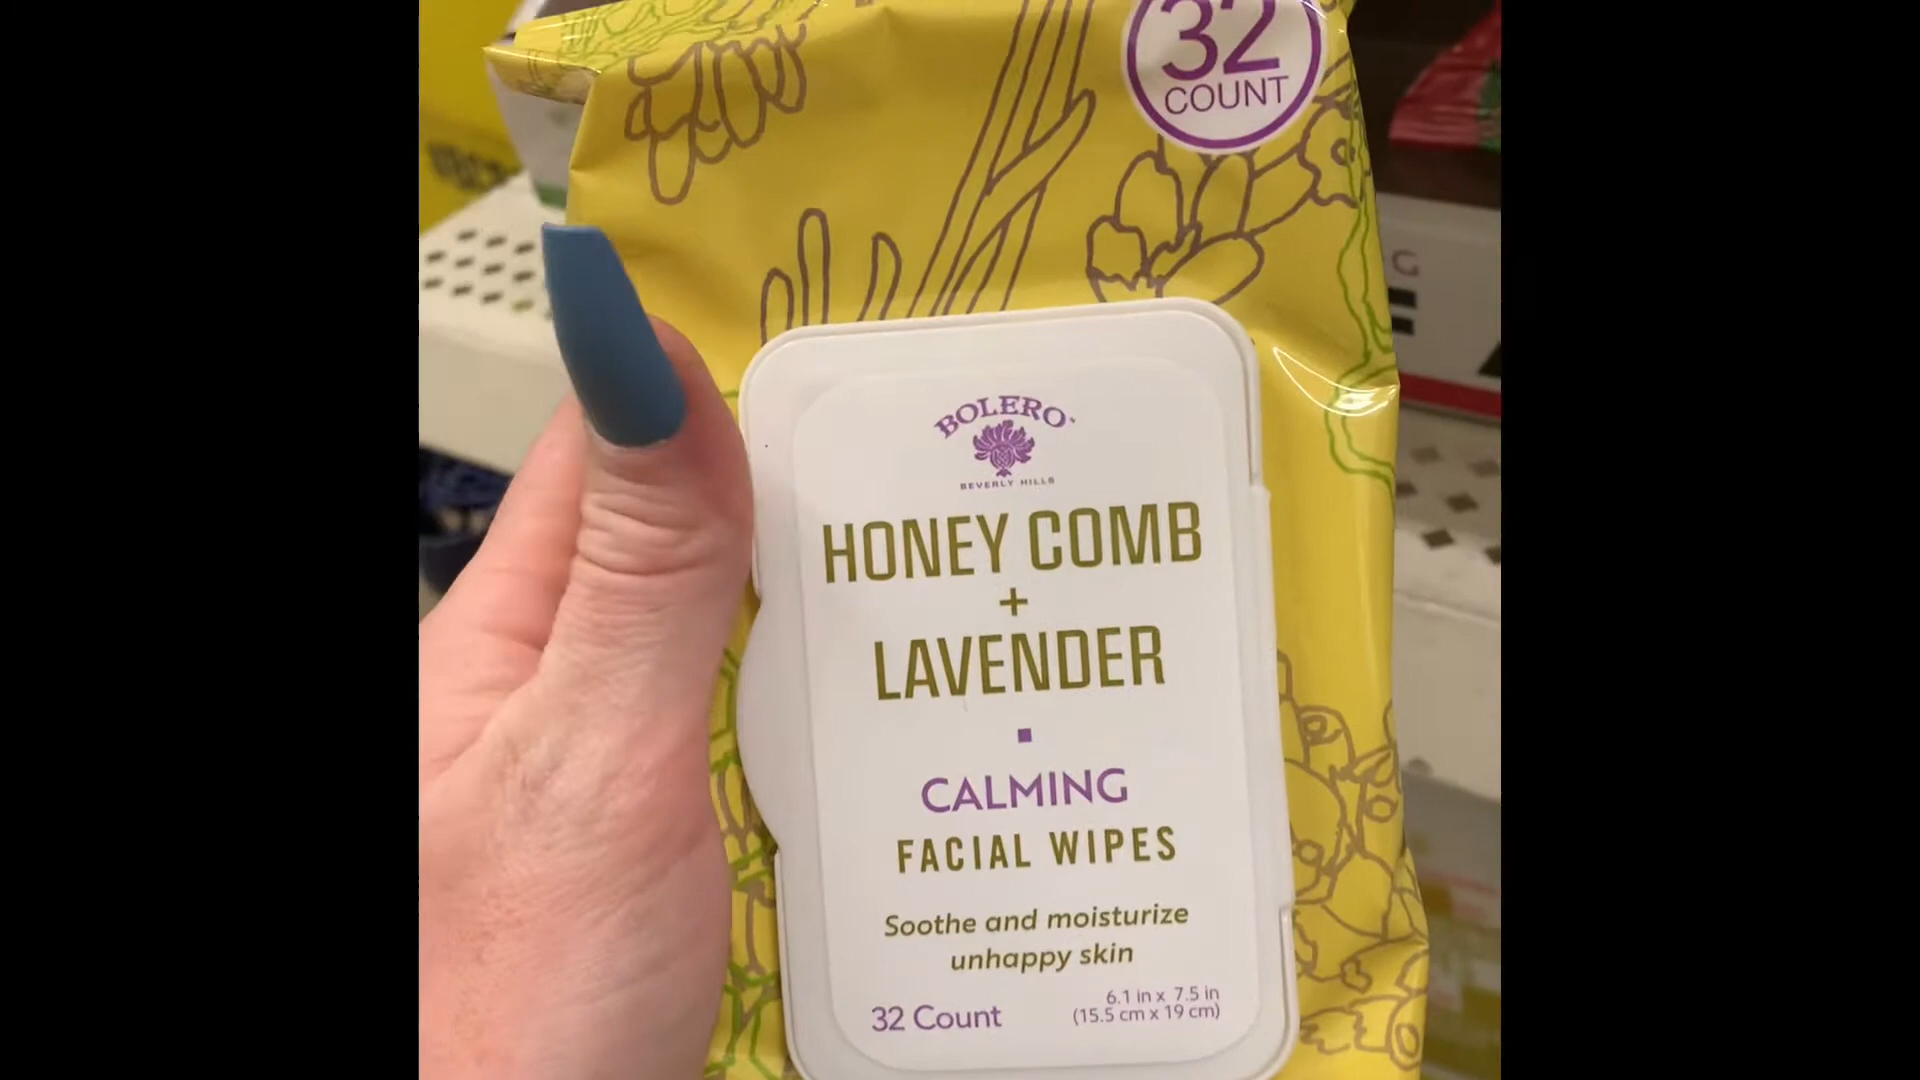 32
COUNT
BOLERO
BEVERLY HILLS
HONEY COMB
+
LAVENDER
CALMING
FACIAL WIPES
Soothe and moisturize
unhappy skin
32 Count
6.1 in x 7.5 in
(15.5 cm x 19 cm)